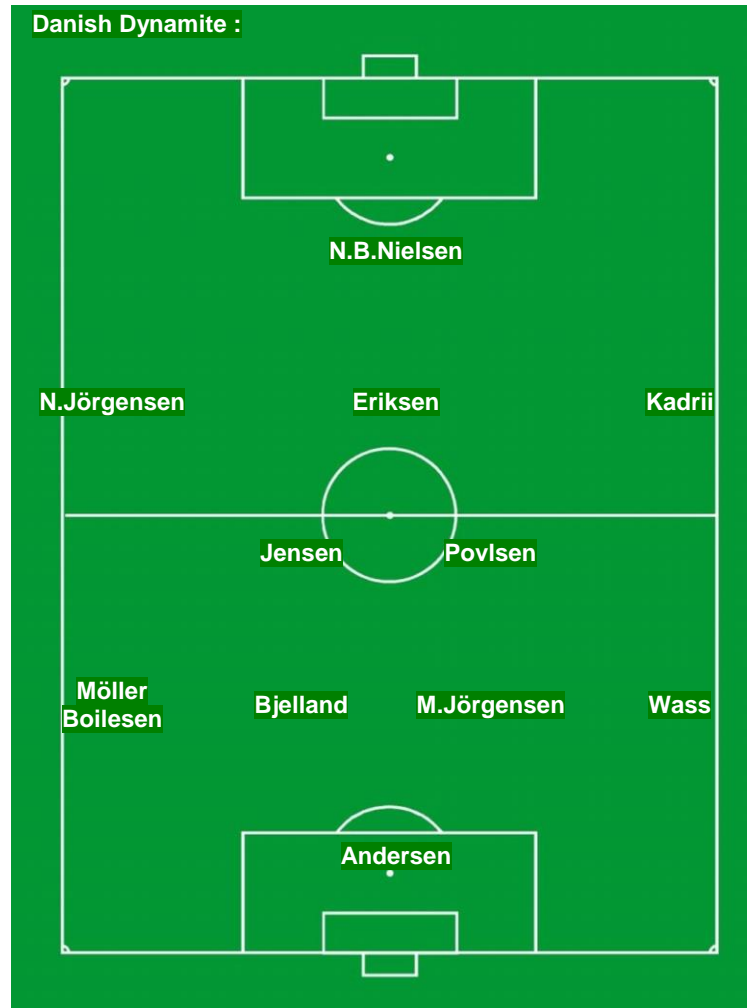 Danish Dynamite :
N.B.Nielsen
N.Jörgensen
Eriksen
Kadrii
Jensen
Povlsen
Möller
Boilesen
Bjelland
M.Jörgensen
Wass
Andersen